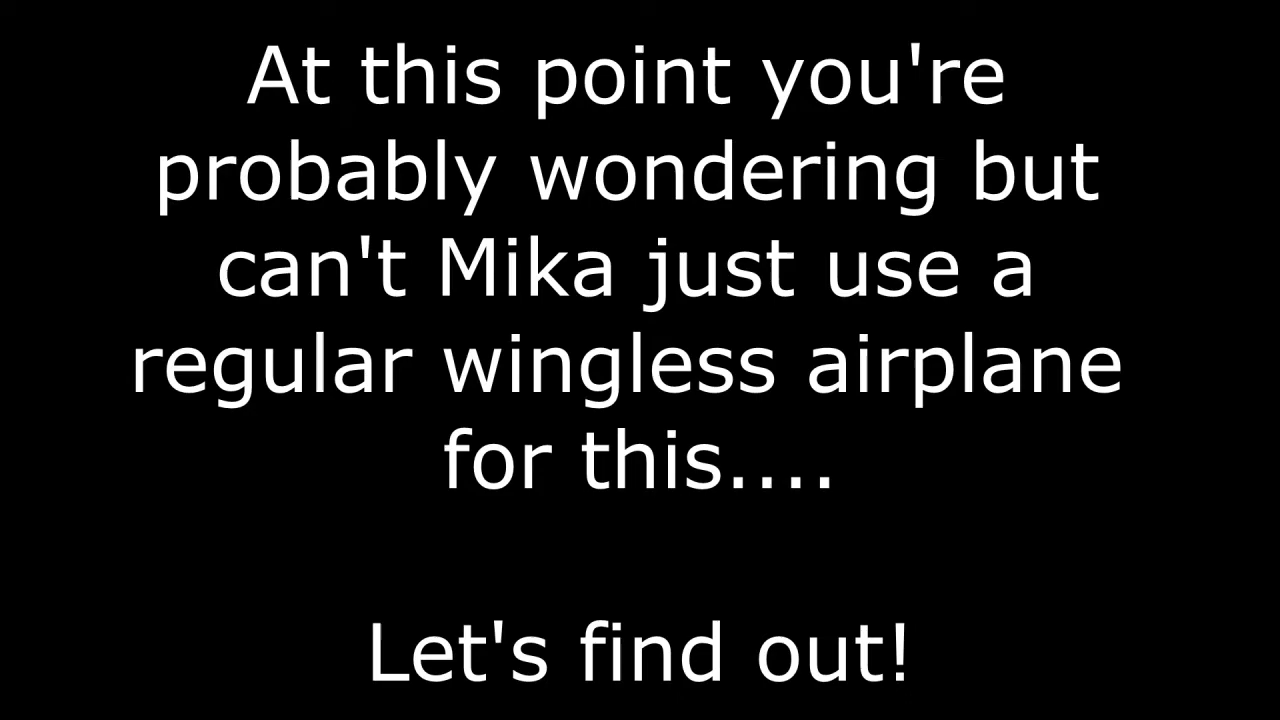 At this point you're
probably wondering but
can't Mika just use a
regular wingless airplane
for this....
Let's find out!